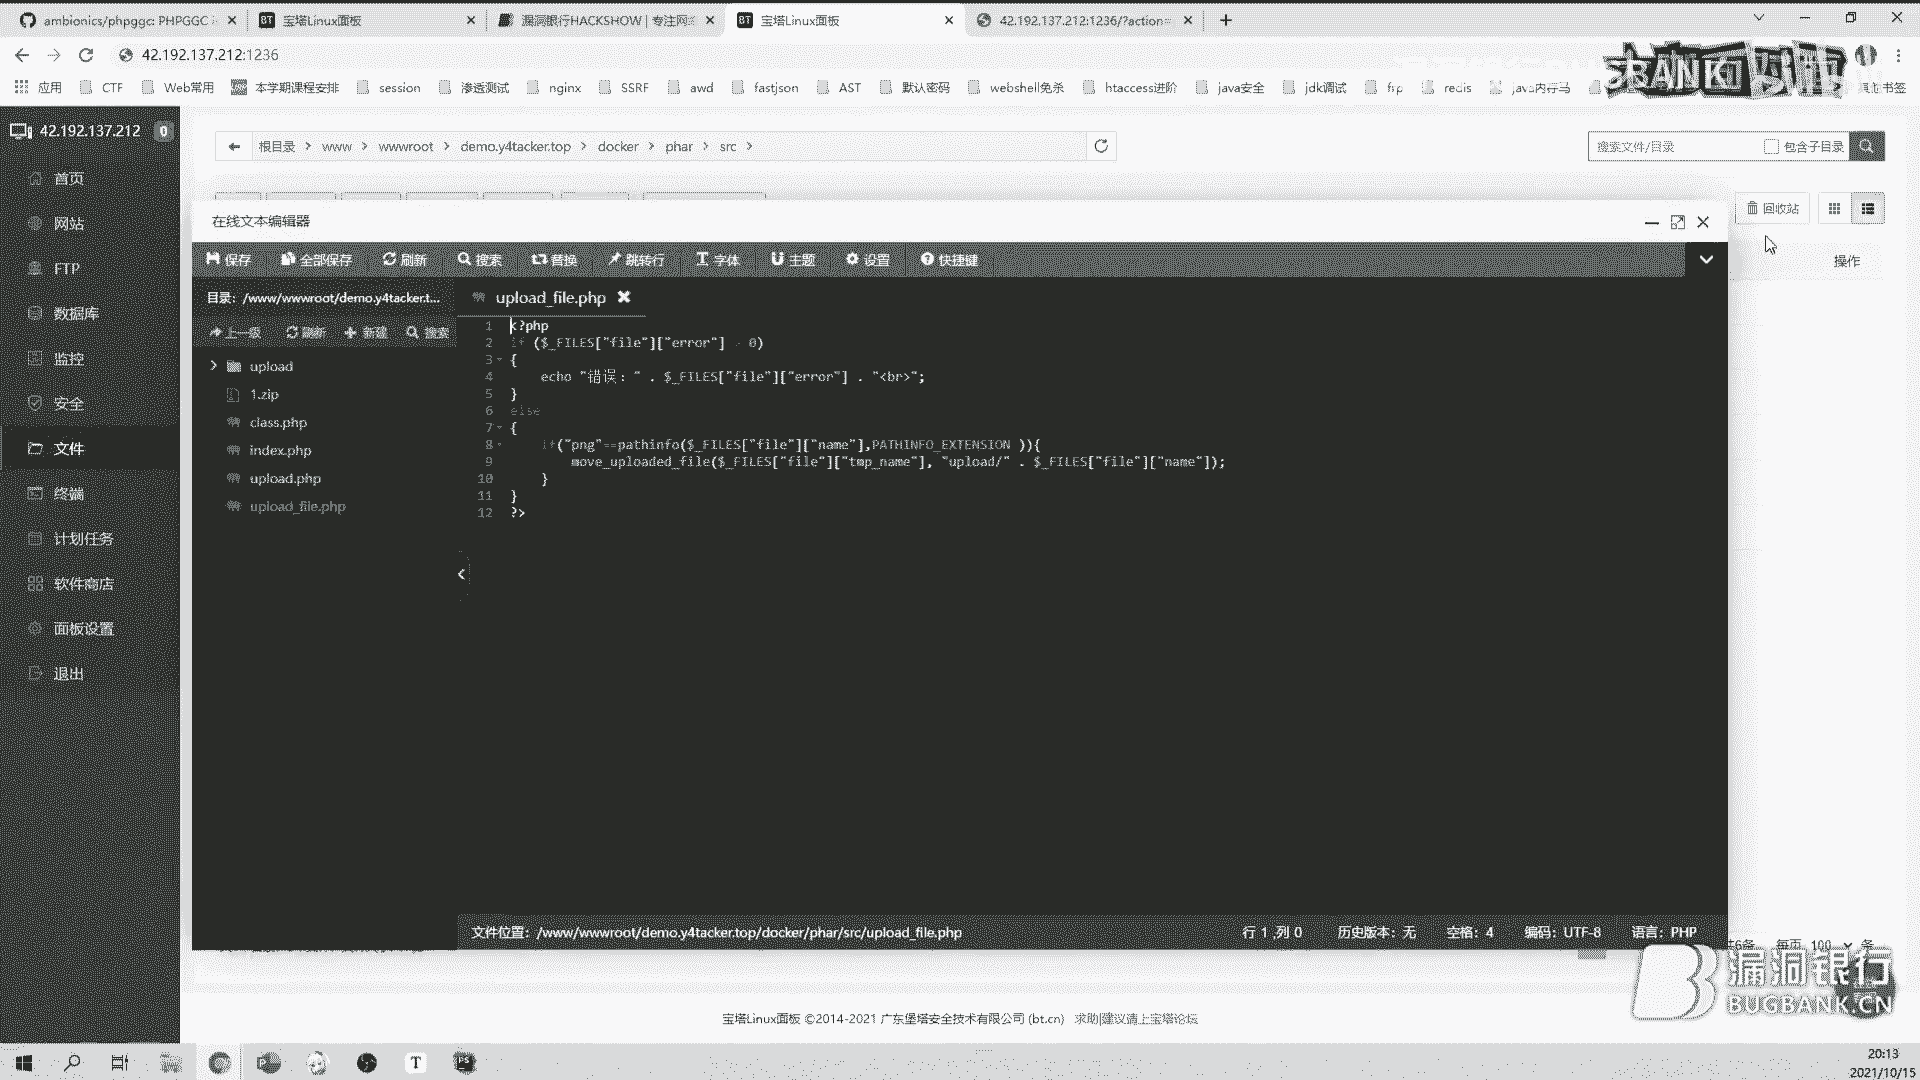 ambionics/phpggc: PHPGGC i
宝塔Linux面板
漏洞银行HACKSHOW | 专注网
宝塔Linux面板
42.192.137.212:1236/?action=
42.192.137.212:1236
应用
CTF
Web常用
本学期课程安排
session
渗透测试
nginx
SSRF
awd
fastjson
AST
默认密码
webshell免杀
htaccess进阶
java安全
jdk调试
frp
redis
java内存马
42.192.137.212
0
根目录
www
wwwroot
demo.y4tacker.top
docker
phar
src
搜索文件/目录
包含子目录
首页
网站
FTP
数据库
监控
安全
文件
终端
计划任务
软件商店
面板设置
退出
回收站
操作
在线文本编辑器
保存
全部保存
刷新
搜索
替换
跳转行
字体
主题
设置
快捷键
目录：/www/wwwroot/demo.y4tacker.t...
上一级
刷新
新建
搜索
upload
1.zip
class.php
index.php
upload.php
upload_file.php
upload_file.php
1 <?php
2 if ($_FILES["file"]["error"] > 0)
3 {
4 echo "错误：" . $_FILES["file"]["error"] . "<br>";
5 }
6 else
7 {
8 if("png"==pathinfo($_FILES["file"]["name"],PATHINFO_EXTENSION )){
9 move_uploaded_file($_FILES["file"]["tmp_name"], "upload/" . $_FILES["file"]["name"]);
10 }
11 }
12 ?>
文件位置：/www/wwwroot/demo.y4tacker.top/docker/phar/src/upload_file.php
行 1 ,列 0
历史版本：无
空格：4
编码：UTF-8
语言：PHP
共6条
每页 100 条
漏洞银行
BUGBANK.CN
宝塔Linux面板 ©2014-2021 广东堡塔安全技术有限公司 (bt.cn) 求助|建议请上宝塔论坛
20:13
2021/10/15